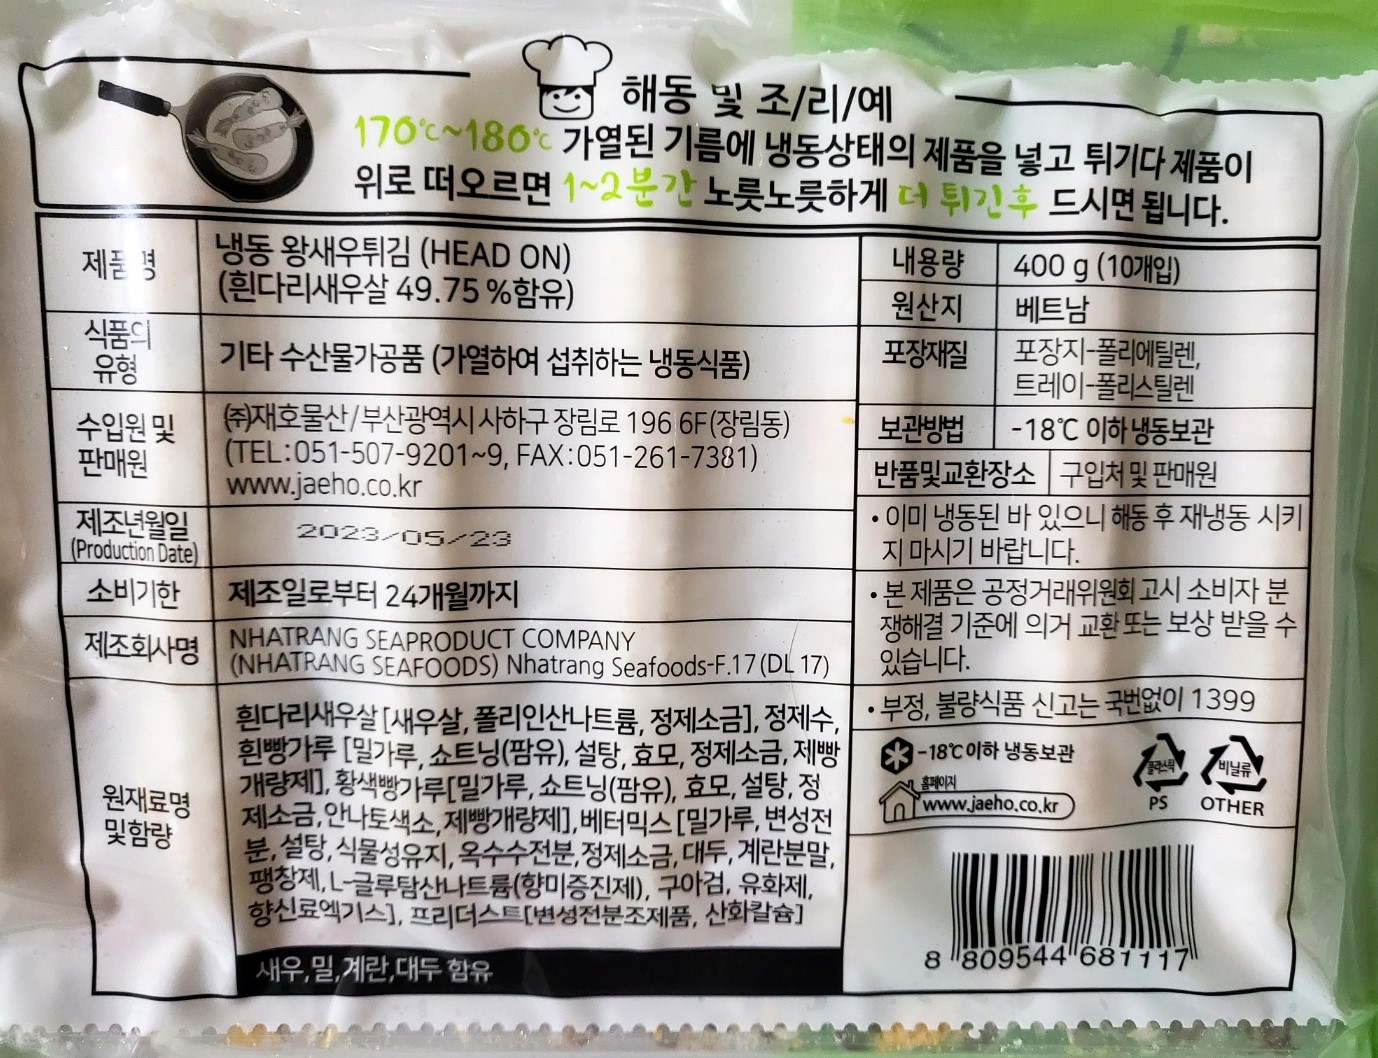 해동 및 조/리/예
170℃~180℃ 가열된 기름에 냉동상태의 제품을 넣고 튀기다 제품이
위로 떠오르면 1~2분간 노릇노릇하게 더 튀긴후 드시면 됩니다.
제품명
냉동 왕새우튀김 (HEAD ON)
(흰다리새우살 49.75 %함유)
식품의
유형
기타 수산물가공품 (가열하여 섭취하는 냉동식품)
수입원 및
판매원
㈜재호물산/부산광역시 사하구 장림로 196 6F(장림동)
(TEL:051-507-9201~9, FAX:051-261-7381)
www.jaeho.co.kr
제조년월일
(Production Date)
2023/05/23
소비기한
제조일로부터 24개월까지
제조회사명
NHATRANG SEAPRODUCT COMPANY
(NHATRANG SEAFOODS) Nhatrang Seafoods-F.17 (DL 17)
원재료명
및함량
흰다리새우살 [새우살, 폴리인산나트륨, 정제소금], 정제수,
흰빵가루 [밀가루, 쇼트닝(팜유), 설탕, 효모, 정제소금, 제빵
개량제], 황색빵가루[밀가루, 쇼트닝(팜유), 효모, 설탕, 정
제소금, 안나토색소, 제빵개량제], 베터믹스 [밀가루, 변성전
분, 설탕, 식물성유지, 옥수수전분, 정제소금, 대두, 계란분말,
팽창제, L-글루탐산나트륨(향미증진제), 구아검, 유화제,
향신료엑기스], 프리더스트[변성전분조제품, 산화칼슘]
새우, 밀, 계란, 대두 함유
내용량
400 g (10개입)
원산지
베트남
포장재질
포장지-폴리에틸렌,
트레이-폴리스틸렌
보관방법
-18℃ 이하 냉동보관
반품및교환장소
구입처 및 판매원
• 이미 냉동된 바 있으니 해동 후 재냉동 시키
지 마시기 바랍니다.
• 본 제품은 공정거래위원회 고시 소비자 분
쟁해결 기준에 의거 교환 또는 보상 받을 수
있습니다.
• 부정, 불량식품 신고는 국번없이 1399
-18℃ 이하 냉동보관
홈페이지
www.jaeho.co.kr
플라스틱
PS
비닐류
OTHER
8 809544 681117